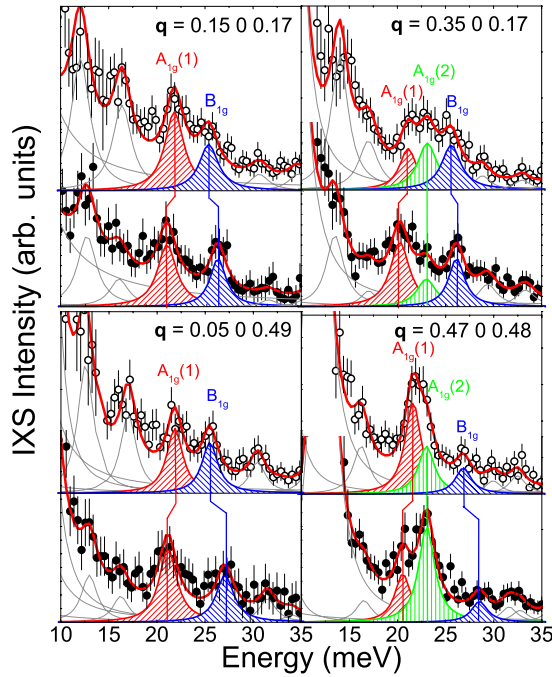 q = 0.15 0 0.17
A1g(1)
B1g
q = 0.35 0 0.17
A1g(2)
A1g(1)
B1g
q = 0.05 0 0.49
A1g(1)
B1g
q = 0.47 0 0.48
A1g(1)
A1g(2)
B1g
IXS Intensity (arb. units)
10 15 20 25 30 35 15 20 25 30 35
Energy (meV)